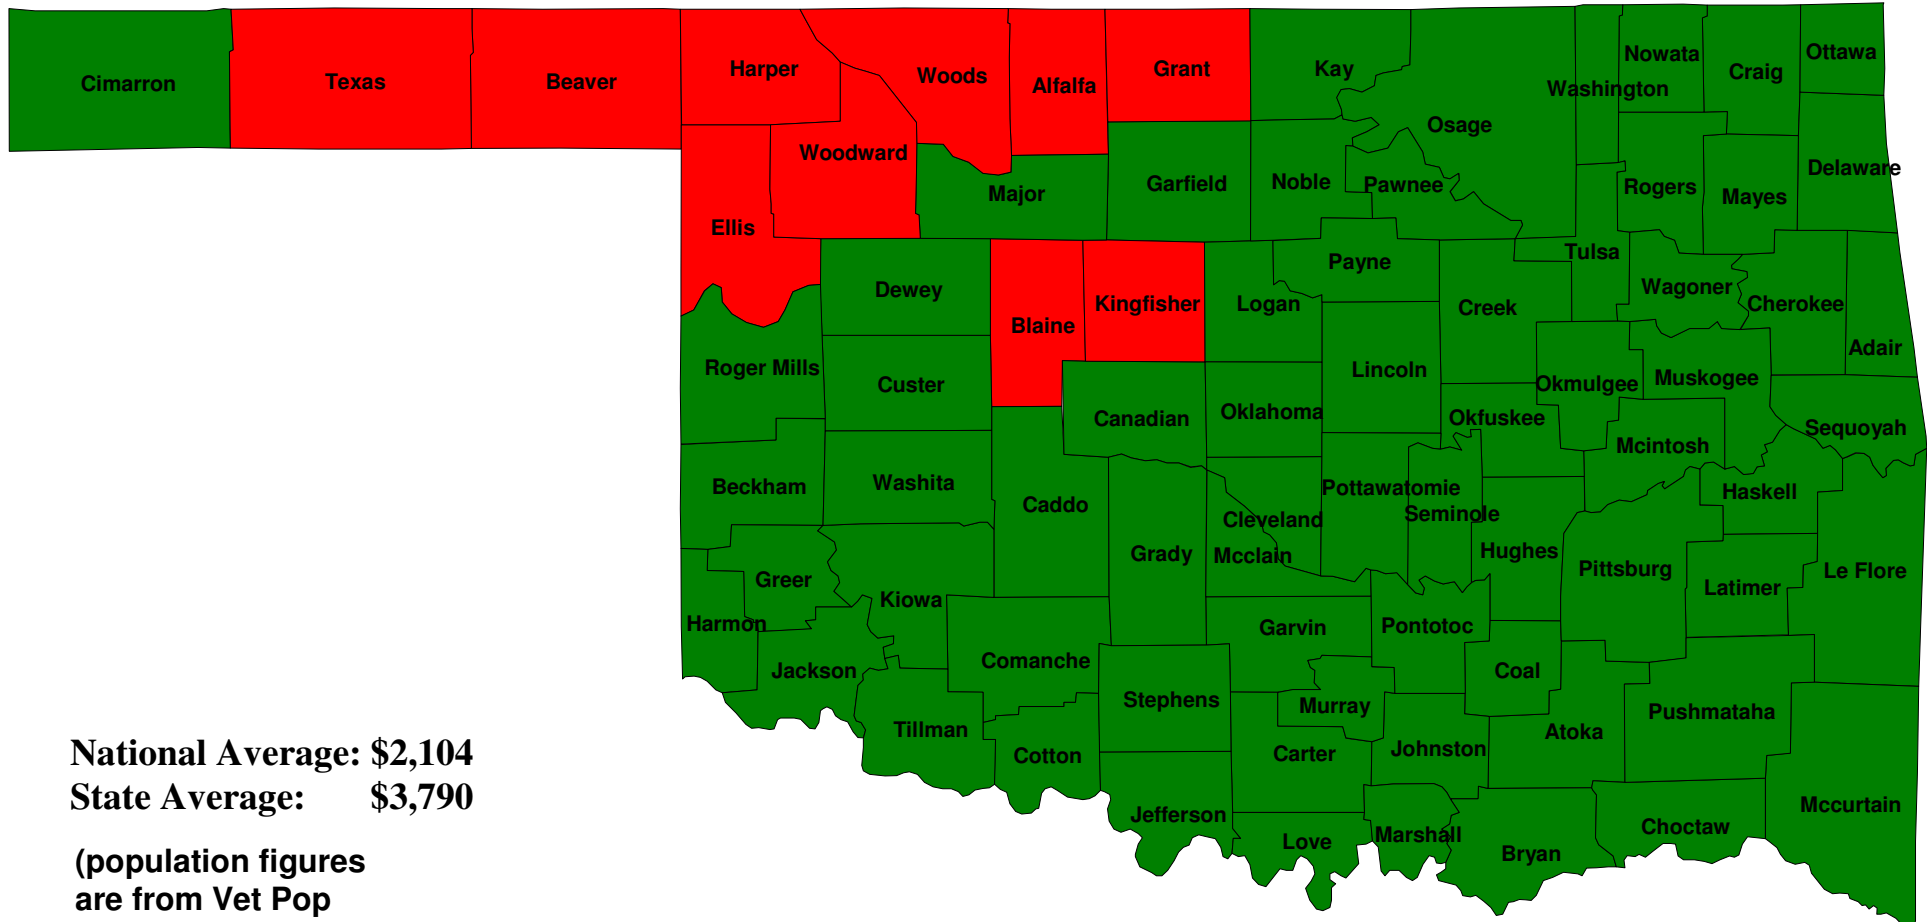 Cimarron
Texas
Beaver
Harper
Woods
Alfalfa
Grant
Kay
Nowata
Craig
Ottawa
Washington
Osage
Woodward
Major
Garfield
Noble
Pawnee
Rogers
Mayes
Delaware
Ellis
Dewey
Blaine
Kingfisher
Logan
Payne
Creek
Tulsa
Wagoner
Cherokee
Adair
Roger Mills
Custer
Canadian
Oklahoma
Lincoln
Okfuskee
Okmulgee
Muskogee
Mcintosh
Sequoyah
Beckham
Washita
Caddo
Grady
Cleveland
Mcclain
Pottawatomie
Seminole
Hughes
Pittsburg
Haskell
Latimer
Le Flore
Greer
Harmon
Kiowa
Jackson
Comanche
Tillman
Cotton
Stephens
Garvin
Murray
Pontotoc
Coal
Carter
Johnston
Atoka
Pushmataha
Jefferson
Love
Marshall
Bryan
Choctaw
Mccurtain
National Average: $2,104
State Average: $3,790
(population figures
are from Vet Pop